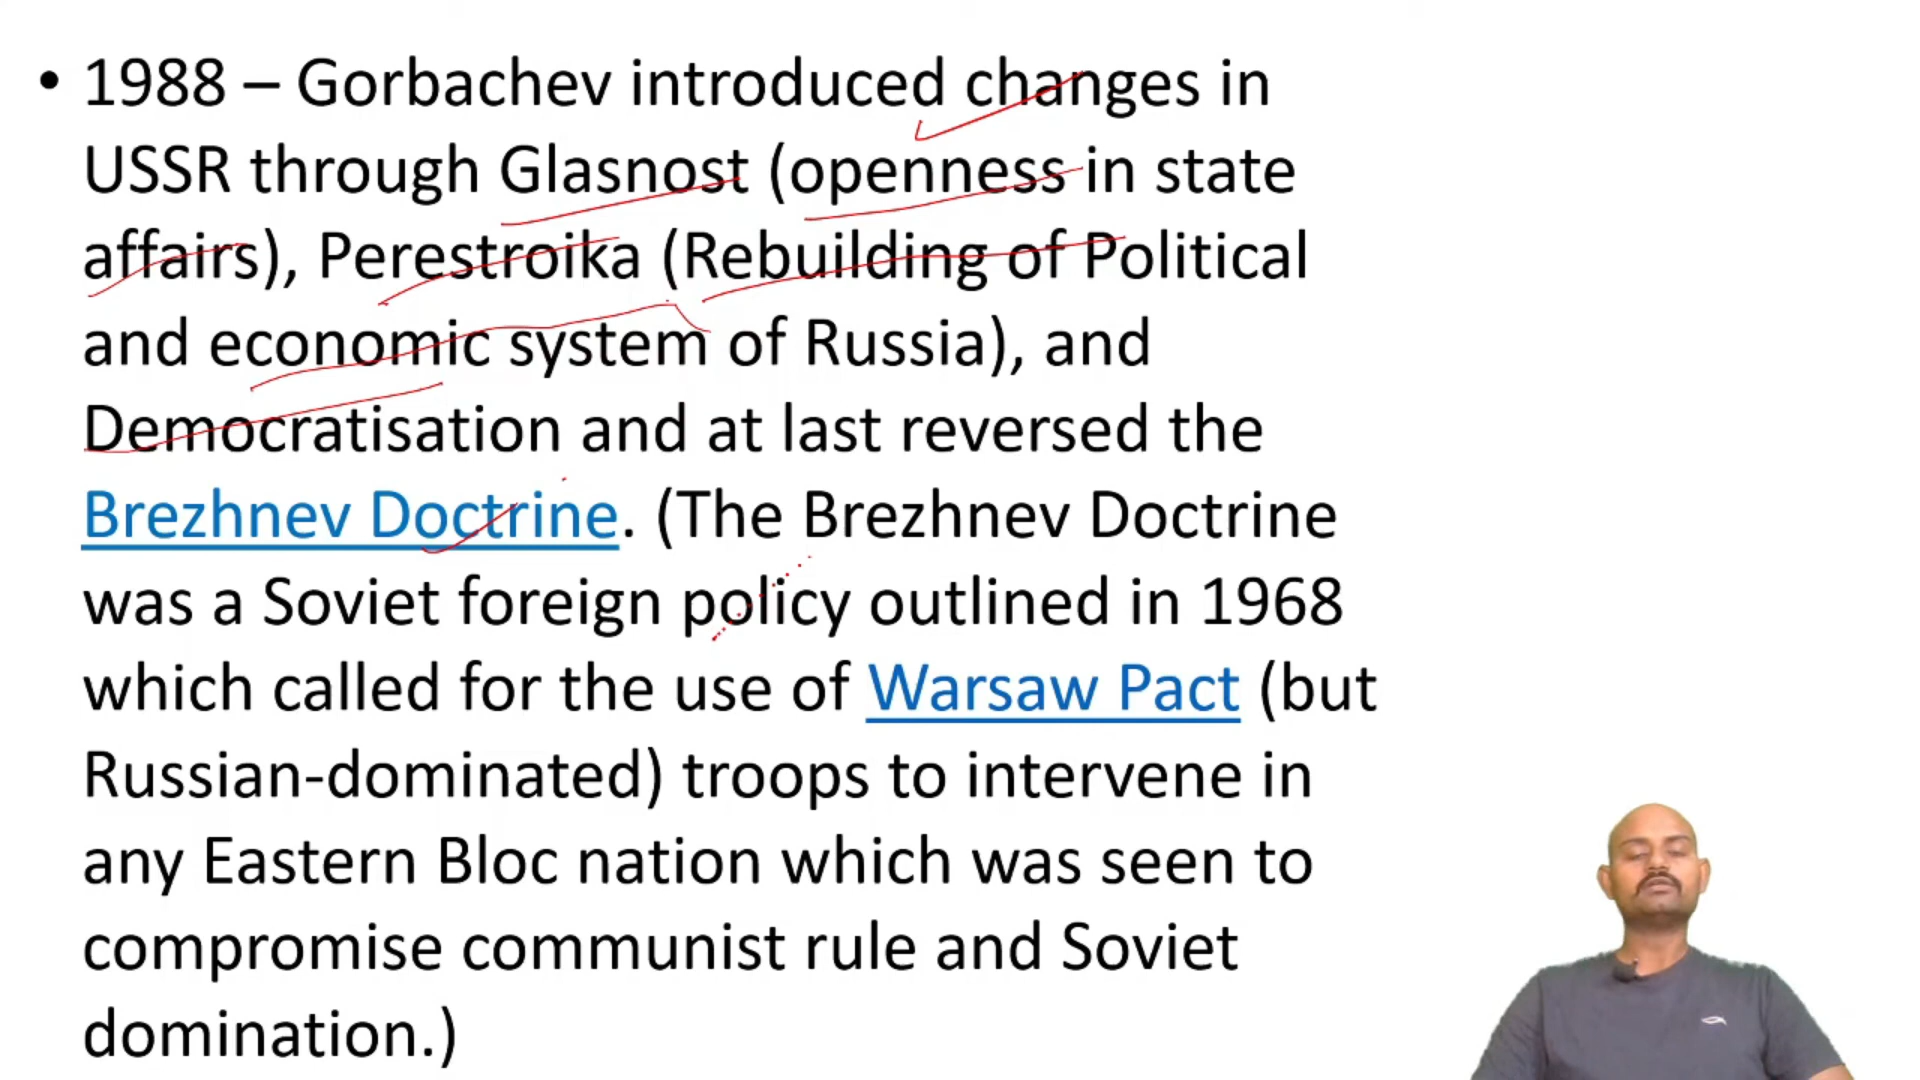 • 1988 – Gorbachev introduced changes in
USSR through Glasnost (openness in state
affairs), Perestroika (Rebuilding of Political
and economic system of Russia), and
Democratisation and at last reversed the
Brezhnev Doctrine. (The Brezhnev Doctrine
was a Soviet foreign policy outlined in 1968
which called for the use of Warsaw Pact (but
Russian-dominated) troops to intervene in
any Eastern Bloc nation which was seen to
compromise communist rule and Soviet
domination.)